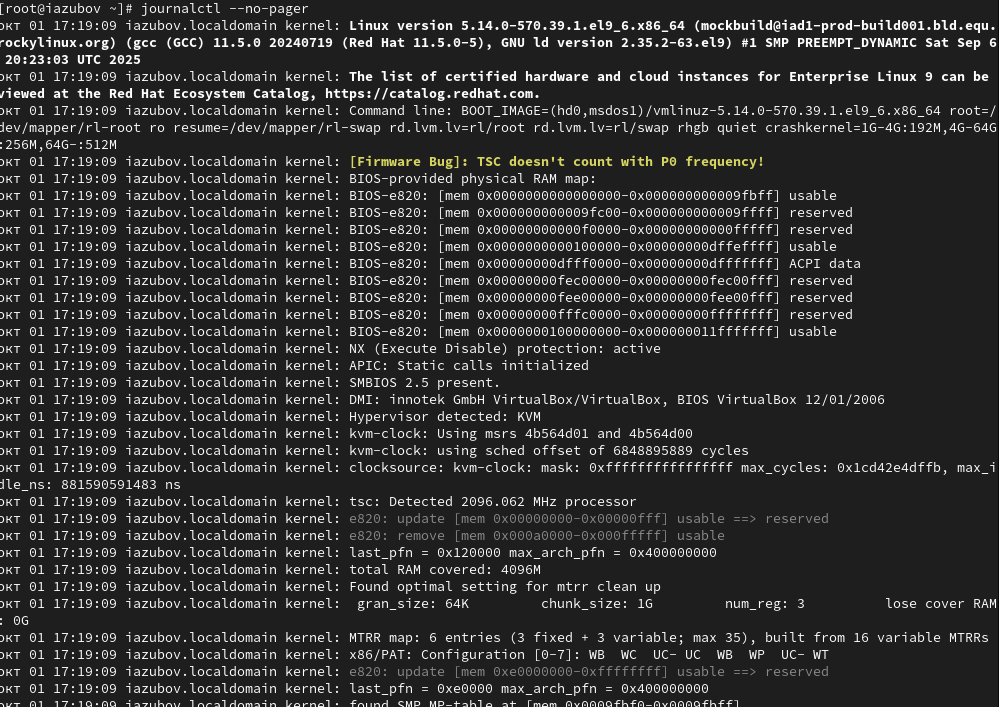 [root@iazubov ~]# journalctl --no-pager
окт 01 17:19:09 iazubov.localdomain kernel: Linux version 5.14.0-570.39.1.el9_6.x86_64 (mockbuild@iad1-prod-build001.bld.equ.
rockylinux.org) (gcc (GCC) 11.5.0 20240719 (Red Hat 11.5.0-5), GNU ld version 2.35.2-63.el9) #1 SMP PREEMPT_DYNAMIC Sat Sep 6
20:23:03 UTC 2025
окт 01 17:19:09 iazubov.localdomain kernel: The list of certified hardware and cloud instances for Enterprise Linux 9 can be
viewed at the Red Hat Ecosystem Catalog, https://catalog.redhat.com.
окт 01 17:19:09 iazubov.localdomain kernel: Command line: BOOT_IMAGE=(hd0,msdos1)/vmlinuz-5.14.0-570.39.1.el9_6.x86_64 root=/
dev/mapper/rl-root ro resume=/dev/mapper/rl-swap rd.lvm.lv=rl/root rd.lvm.lv=rl/swap rhgb quiet crashkernel=1G-4G:192M,4G-64G
:256M,64G-:512M
окт 01 17:19:09 iazubov.localdomain kernel: [Firmware Bug]: TSC doesn't count with P0 frequency!
окт 01 17:19:09 iazubov.localdomain kernel: BIOS-provided physical RAM map:
окт 01 17:19:09 iazubov.localdomain kernel: BIOS-e820: [mem 0x0000000000000000-0x000000000009fbff] usable
окт 01 17:19:09 iazubov.localdomain kernel: BIOS-e820: [mem 0x000000000009fc00-0x000000000009ffff] reserved
окт 01 17:19:09 iazubov.localdomain kernel: BIOS-e820: [mem 0x00000000000f0000-0x00000000000fffff] reserved
окт 01 17:19:09 iazubov.localdomain kernel: BIOS-e820: [mem 0x0000000000100000-0x00000000dffeffff] usable
окт 01 17:19:09 iazubov.localdomain kernel: BIOS-e820: [mem 0x00000000dfff0000-0x00000000dfffffff] ACPI data
окт 01 17:19:09 iazubov.localdomain kernel: BIOS-e820: [mem 0x00000000fec00000-0x00000000fec00fff] reserved
окт 01 17:19:09 iazubov.localdomain kernel: BIOS-e820: [mem 0x00000000fee00000-0x00000000fee00fff] reserved
окт 01 17:19:09 iazubov.localdomain kernel: BIOS-e820: [mem 0x00000000fffc0000-0x00000000ffffffff] reserved
окт 01 17:19:09 iazubov.localdomain kernel: BIOS-e820: [mem 0x0000000100000000-0x000000011fffffff] usable
окт 01 17:19:09 iazubov.localdomain kernel: NX (Execute Disable) protection: active
окт 01 17:19:09 iazubov.localdomain kernel: APIC: Static calls initialized
окт 01 17:19:09 iazubov.localdomain kernel: SMBIOS 2.5 present.
окт 01 17:19:09 iazubov.localdomain kernel: DMI: innotek GmbH VirtualBox/VirtualBox, BIOS VirtualBox 12/01/2006
окт 01 17:19:09 iazubov.localdomain kernel: Hypervisor detected: KVM
окт 01 17:19:09 iazubov.localdomain kernel: kvm-clock: Using msrs 4b564d01 and 4b564d00
окт 01 17:19:09 iazubov.localdomain kernel: kvm-clock: using sched offset of 6848895889 cycles
окт 01 17:19:09 iazubov.localdomain kernel: clocksource: kvm-clock: mask: 0xffffffffffffffff max_cycles: 0x1cd42e4dffb, max_i
dle_ns: 881590591483 ns
окт 01 17:19:09 iazubov.localdomain kernel: tsc: Detected 2096.062 MHz processor
окт 01 17:19:09 iazubov.localdomain kernel: e820: update [mem 0x00000000-0x00000fff] usable ==> reserved
окт 01 17:19:09 iazubov.localdomain kernel: e820: remove [mem 0x000a0000-0x000fffff] usable
окт 01 17:19:09 iazubov.localdomain kernel: last_pfn = 0x120000 max_arch_pfn = 0x400000000
окт 01 17:19:09 iazubov.localdomain kernel: total RAM covered: 4096M
окт 01 17:19:09 iazubov.localdomain kernel: Found optimal setting for mtrr clean up
окт 01 17:19:09 iazubov.localdomain kernel:  gran_size: 64K         chunk_size: 1G         num_reg: 3          lose cover RAM
: 0G
окт 01 17:19:09 iazubov.localdomain kernel: MTRR map: 6 entries (3 fixed + 3 variable; max 35), built from 16 variable MTRRs
окт 01 17:19:09 iazubov.localdomain kernel: x86/PAT: Configuration [0-7]: WB  WC  UC- UC  WB  WP  UC- WT
окт 01 17:19:09 iazubov.localdomain kernel: e820: update [mem 0xe0000000-0xffffffff] usable ==> reserved
окт 01 17:19:09 iazubov.localdomain kernel: last_pfn = 0xe0000 max_arch_pfn = 0x400000000
окт 01 17:19:09 iazubov.localdomain kernel: found SMP MP-table at [mem 0x0009fbf0-0x0009fbff]